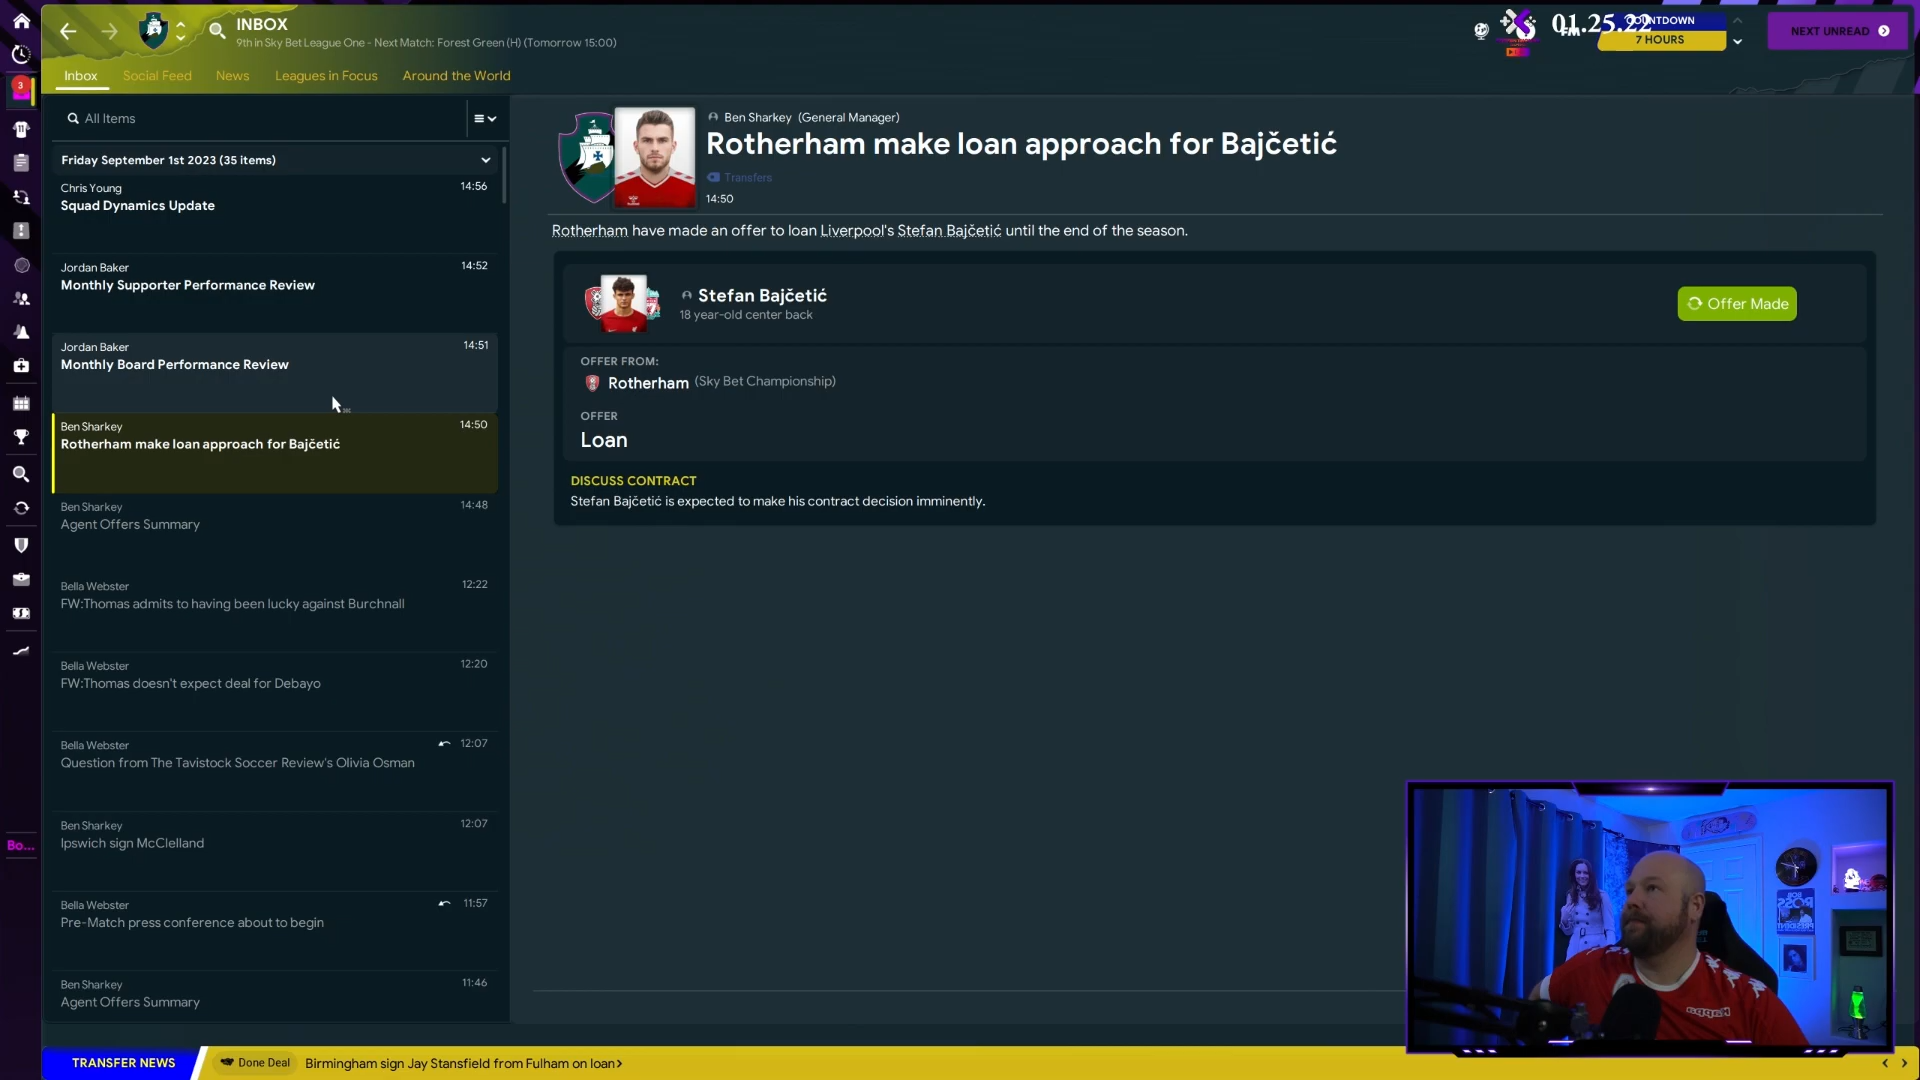 INBOX
9th in Sky Bet League One - Next Match: Forest Green (H) (Tomorrow 15:00)
01.25.22
COUNTDOWN
7 HOURS
NEXT UNREAD
Inbox
Social Feed
News
Leagues in Focus
Around the World
3
All Items
Friday September 1st 2023 (35 items)
Chris Young 14:56
Squad Dynamics Update
Jordan Baker 14:52
Monthly Supporter Performance Review
Jordan Baker 14:51
Monthly Board Performance Review
Ben Sharkey 14:50
Rotherham make loan approach for Bajčetić
Ben Sharkey 14:48
Agent Offers Summary
Bella Webster 12:22
FW:Thomas admits to having been lucky against Burchnall
Bella Webster 12:20
FW:Thomas doesn't expect deal for Debayo
Bella Webster 12:07
Question from The Tavistock Soccer Review's Olivia Osman
Ben Sharkey 12:07
Ipswich sign McClelland
Bella Webster 11:57
Pre-Match press conference about to begin
Ben Sharkey 11:46
Agent Offers Summary
Bo...
Ben Sharkey (General Manager)
Rotherham make loan approach for Bajčetić
Transfers
14:50
Rotherham have made an offer to loan Liverpool's Stefan Bajčetić until the end of the season.
Stefan Bajčetić
18 year-old center back
Offer Made
OFFER FROM:
Rotherham (Sky Bet Championship)
OFFER
Loan
DISCUSS CONTRACT
Stefan Bajčetić is expected to make his contract decision imminently.
TRANSFER NEWS
Done Deal
Birmingham sign Jay Stansfield from Fulham on loan>